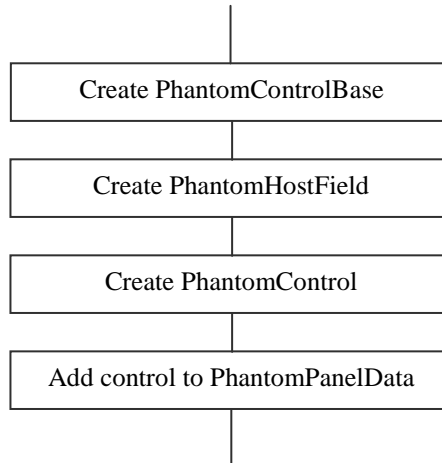 Create PhantomControlBase
Create PhantomHostField
Create PhantomControl
Add control to PhantomPanelData